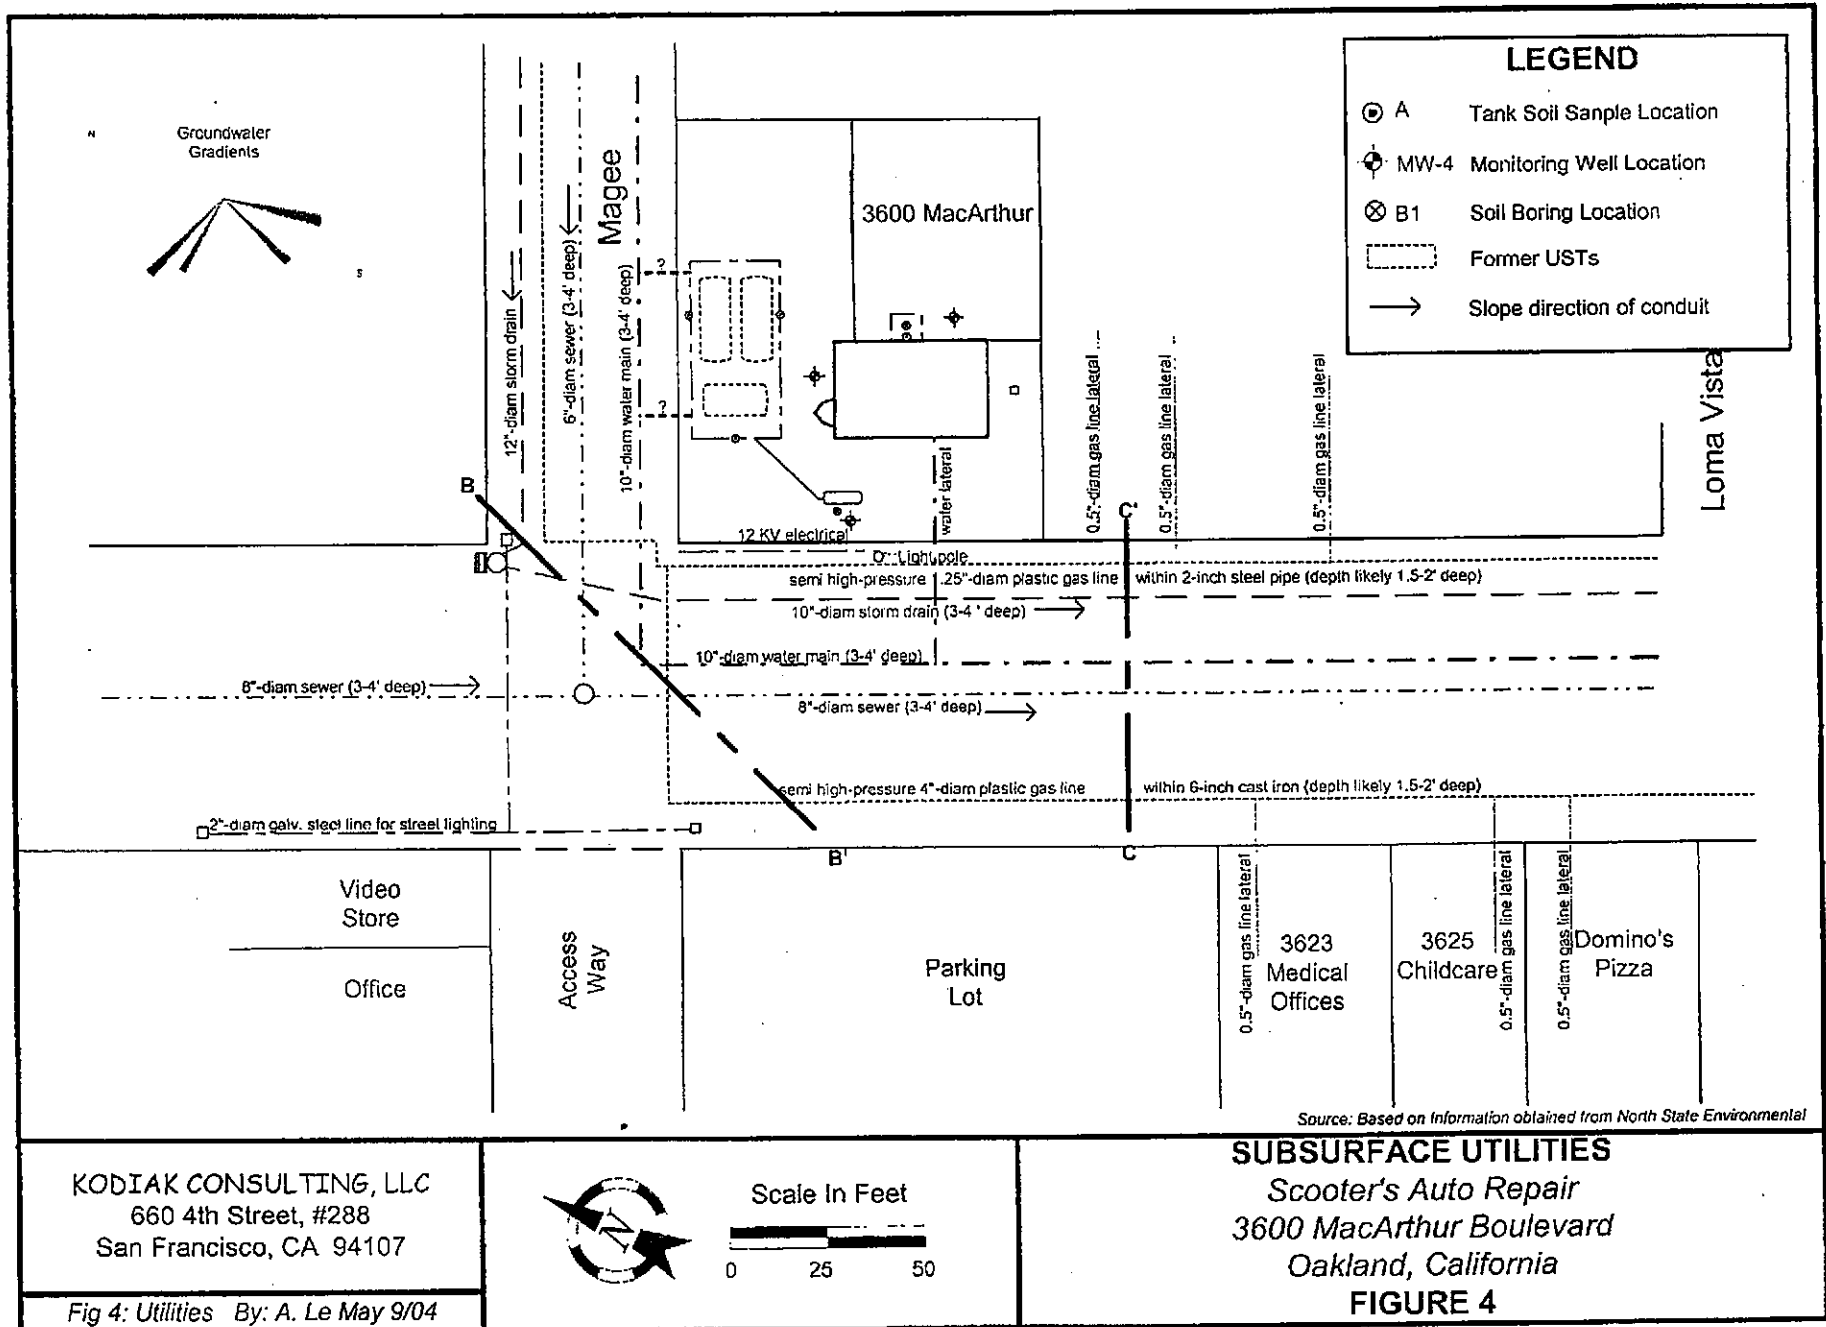 LEGEND
A Tank Soil Sanple Location
MW-4 Monitoring Well Location
B1 Soil Boring Location
Former USTs
Slope direction of conduit
N
Groundwater
Gradients
S
Magee
12"-diam storm drain
6"-diam sewer (3-4' deep)
10"-diam water main (3-4' deep)
?
?
3600 MacArthur
Loma Vista
0.5"-diam gas line lateral
0.5"-diam gas line lateral
0.5"-diam gas line lateral
water lateral
B
C'
12 KV electrical
Light pole
semi high-pressure .25"-diam plastic gas line within 2-inch steel pipe (depth likely 1.5-2' deep)
10"-diam storm drain (3-4' deep)
10"-diam water main (3-4' deep)
8"-diam sewer (3-4' deep)
8"-diam sewer (3-4' deep)
semi high-pressure 4"-diam plastic gas line within 6-inch cast iron (depth likely 1.5-2' deep)
2"-diam galv. steel line for street lighting
B'
C
Video
Store
Office
Access
Way
Parking
Lot
0.5"-diam gas line lateral
3623
Medical
Offices
3625
Childcare
0.5"-diam gas line lateral
0.5"-diam gas line lateral
Domino's
Pizza
Source: Based on Information obtained from North State Environmental
KODIAK CONSULTING, LLC
660 4th Street, #288
San Francisco, CA 94107
Fig 4: Utilities By: A. Le May 9/04
N
Scale In Feet
0 25 50
SUBSURFACE UTILITIES
Scooter's Auto Repair
3600 MacArthur Boulevard
Oakland, California
FIGURE 4